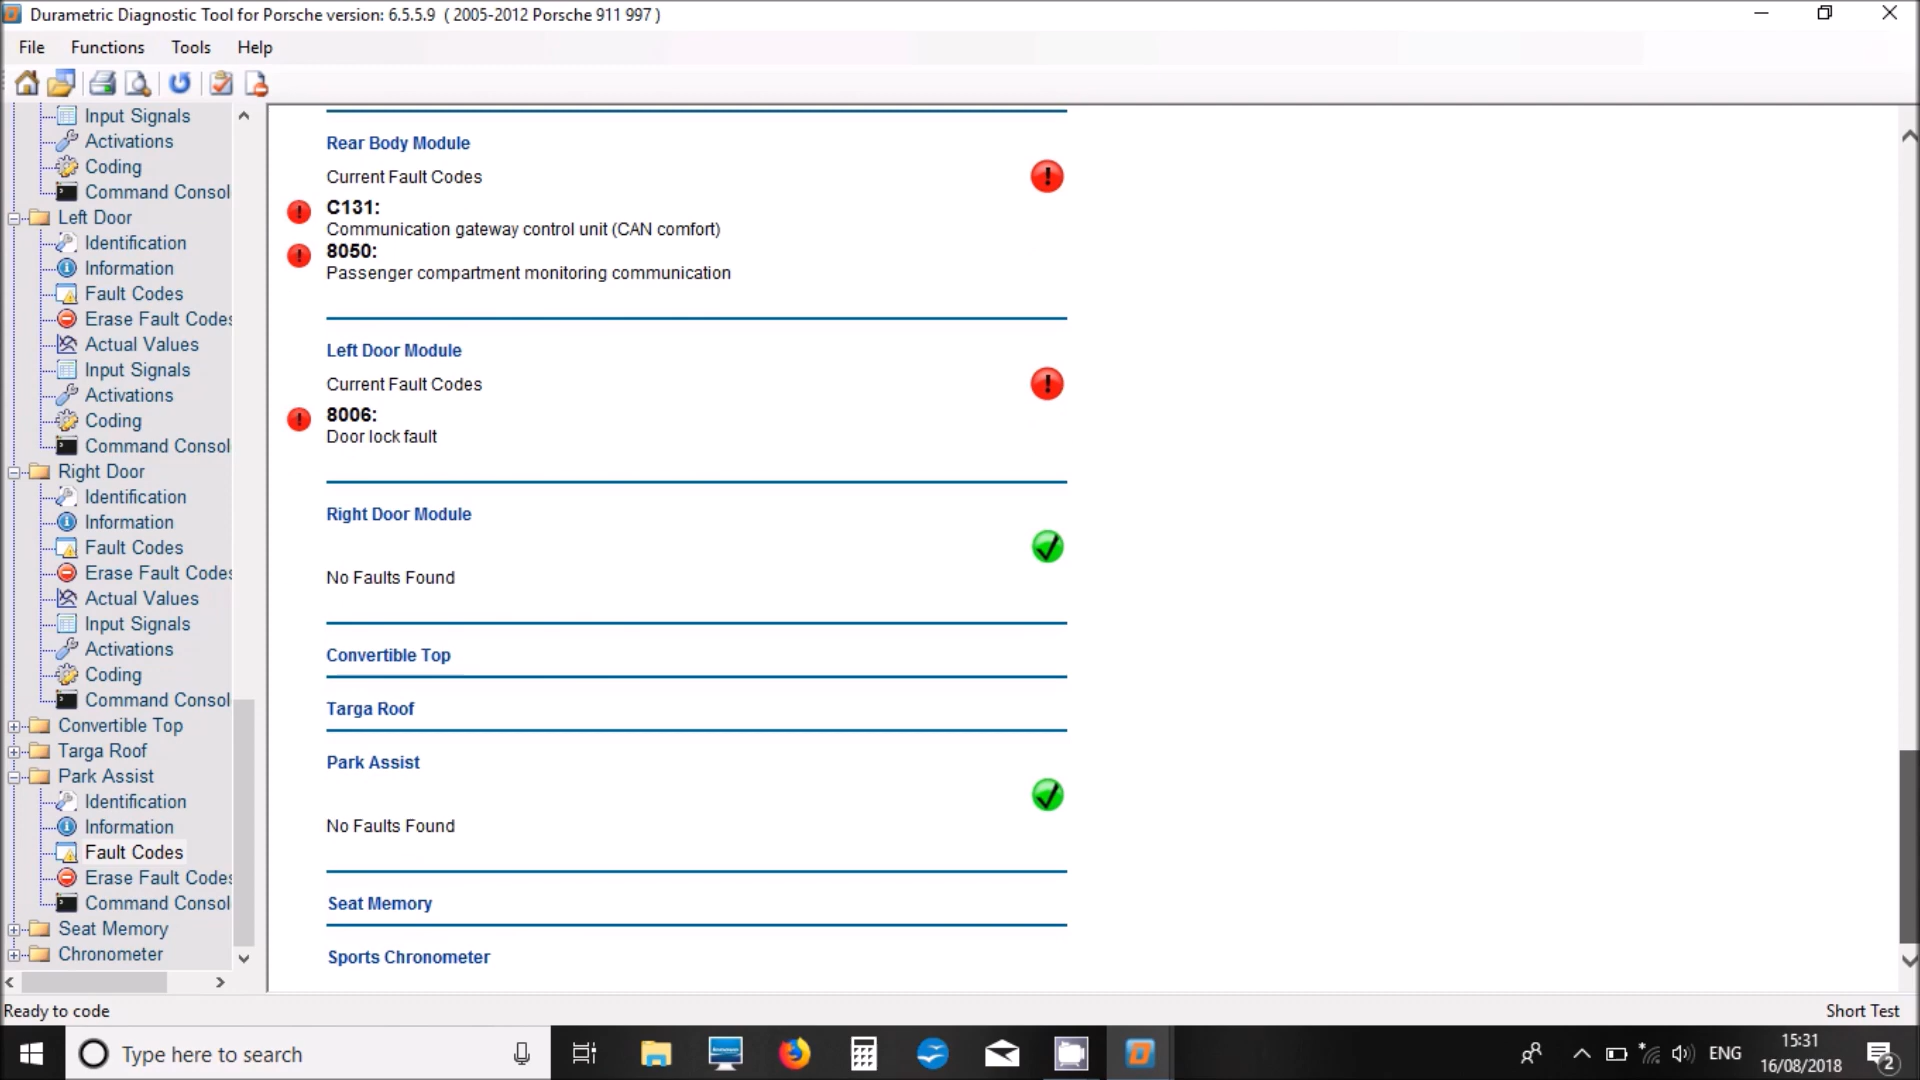 Durametric Diagnostic Tool for Porsche version: 6.5.5.9 ( 2005-2012 Porsche 911 997 )
File Functions Tools Help
Input Signals
Activations
Coding
Command Consol
Left Door
Identification
Information
Fault Codes
Erase Fault Codes
Actual Values
Input Signals
Activations
Coding
Command Consol
Right Door
Identification
Information
Fault Codes
Erase Fault Codes
Actual Values
Input Signals
Activations
Coding
Command Consol
Convertible Top
Targa Roof
Park Assist
Identification
Information
Fault Codes
Erase Fault Codes
Command Consol
Seat Memory
Chronometer
Rear Body Module
Current Fault Codes
C131:
Communication gateway control unit (CAN comfort)
8050:
Passenger compartment monitoring communication
Left Door Module
Current Fault Codes
8006:
Door lock fault
Right Door Module
No Faults Found
Convertible Top
Targa Roof
Park Assist
No Faults Found
Seat Memory
Sports Chronometer
Ready to code
Short Test
Type here to search
ENG
15:31
16/08/2018
2